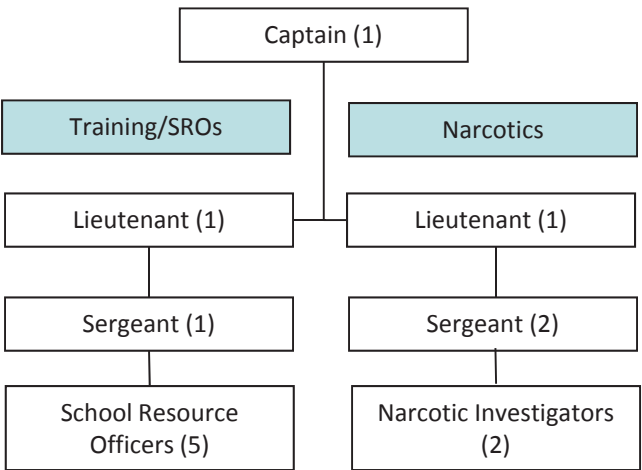 Captain (1)
Training/SROs
Narcotics
Lieutenant (1)
Lieutenant (1)
Sergeant (1)
Sergeant (2)
School Resource
Officers (5)
Narcotic Investigators
(2)